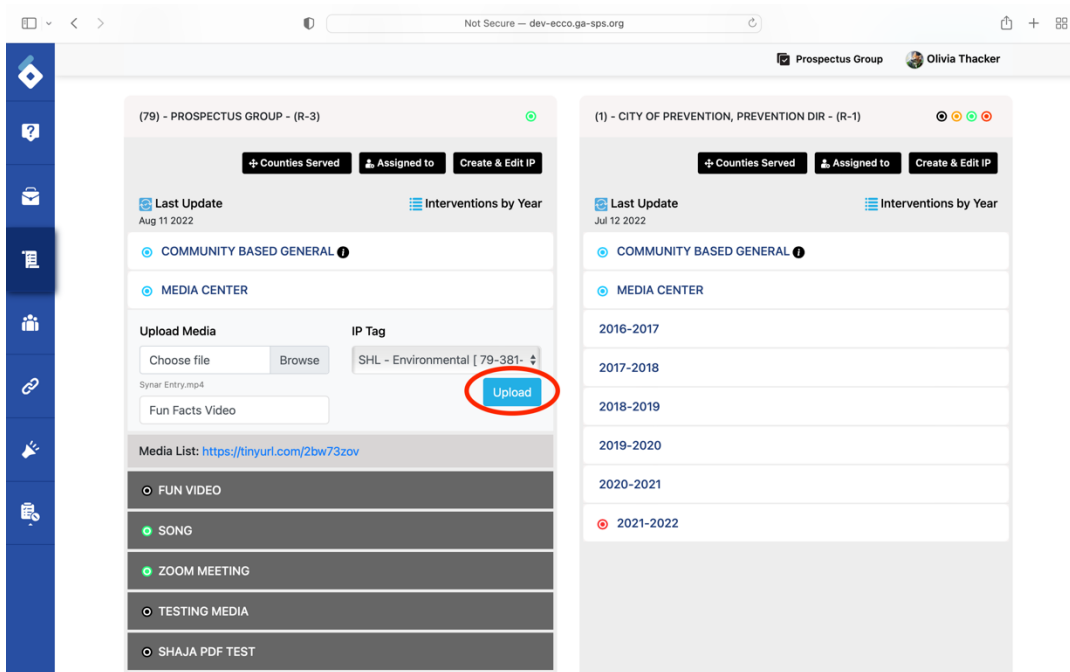 Not Secure — dev-ecco.ga-sps.org
Prospectus Group
Olivia Thacker
(79) - PROSPECTUS GROUP - (R-3)
Counties Served
Assigned to
Create & Edit IP
Last Update
Interventions by Year
Aug 11 2022
COMMUNITY BASED GENERAL
MEDIA CENTER
Upload Media
IP Tag
Choose file
Browse
SHL - Environmental [ 79-381-
Synar Entry.mp4
Upload
Fun Facts Video
Media List: https://tinyurl.com/2bw73zov
FUN VIDEO
SONG
ZOOM MEETING
TESTING MEDIA
SHAJA PDF TEST
(1) - CITY OF PREVENTION, PREVENTION DIR - (R-1)
Counties Served
Assigned to
Create & Edit IP
Last Update
Interventions by Year
Jul 12 2022
COMMUNITY BASED GENERAL
MEDIA CENTER
2016-2017
2017-2018
2018-2019
2019-2020
2020-2021
2021-2022